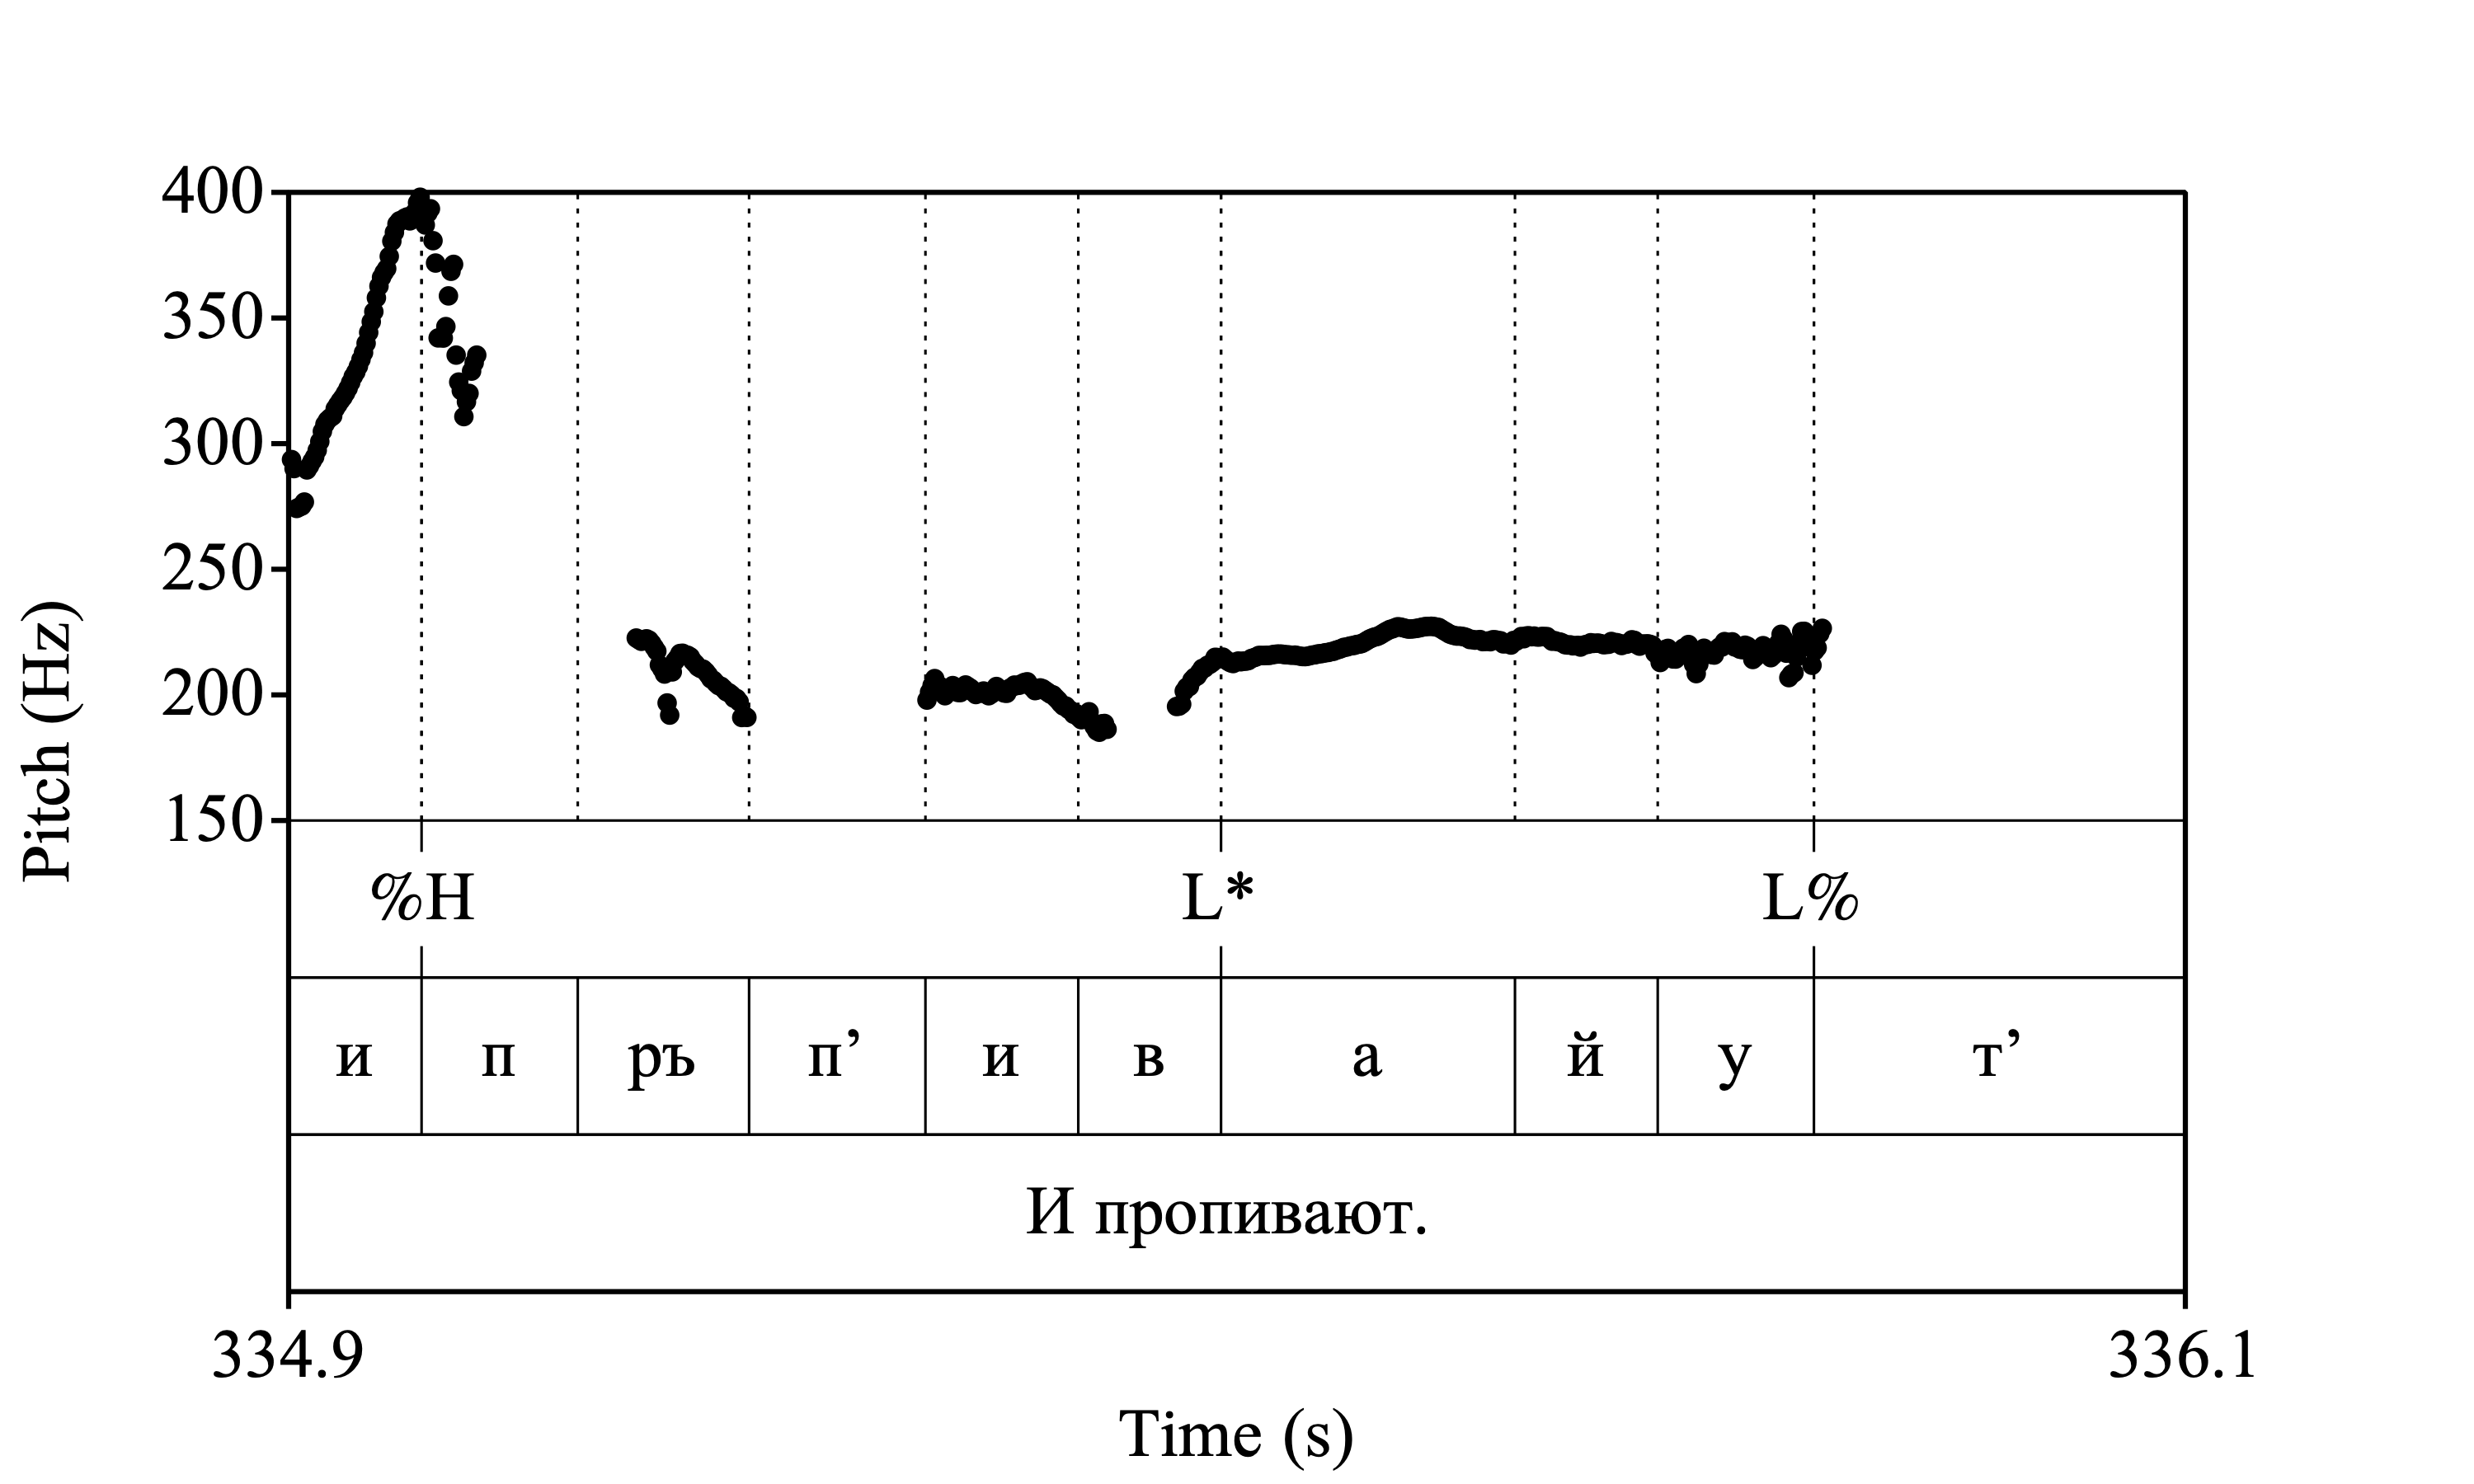 Pitch (Hz)
400
350
300
250
200
150
%H L* L%
и п ръ п’ и в а й у т’
И пропивают.
334.9 336.1
Time (s)